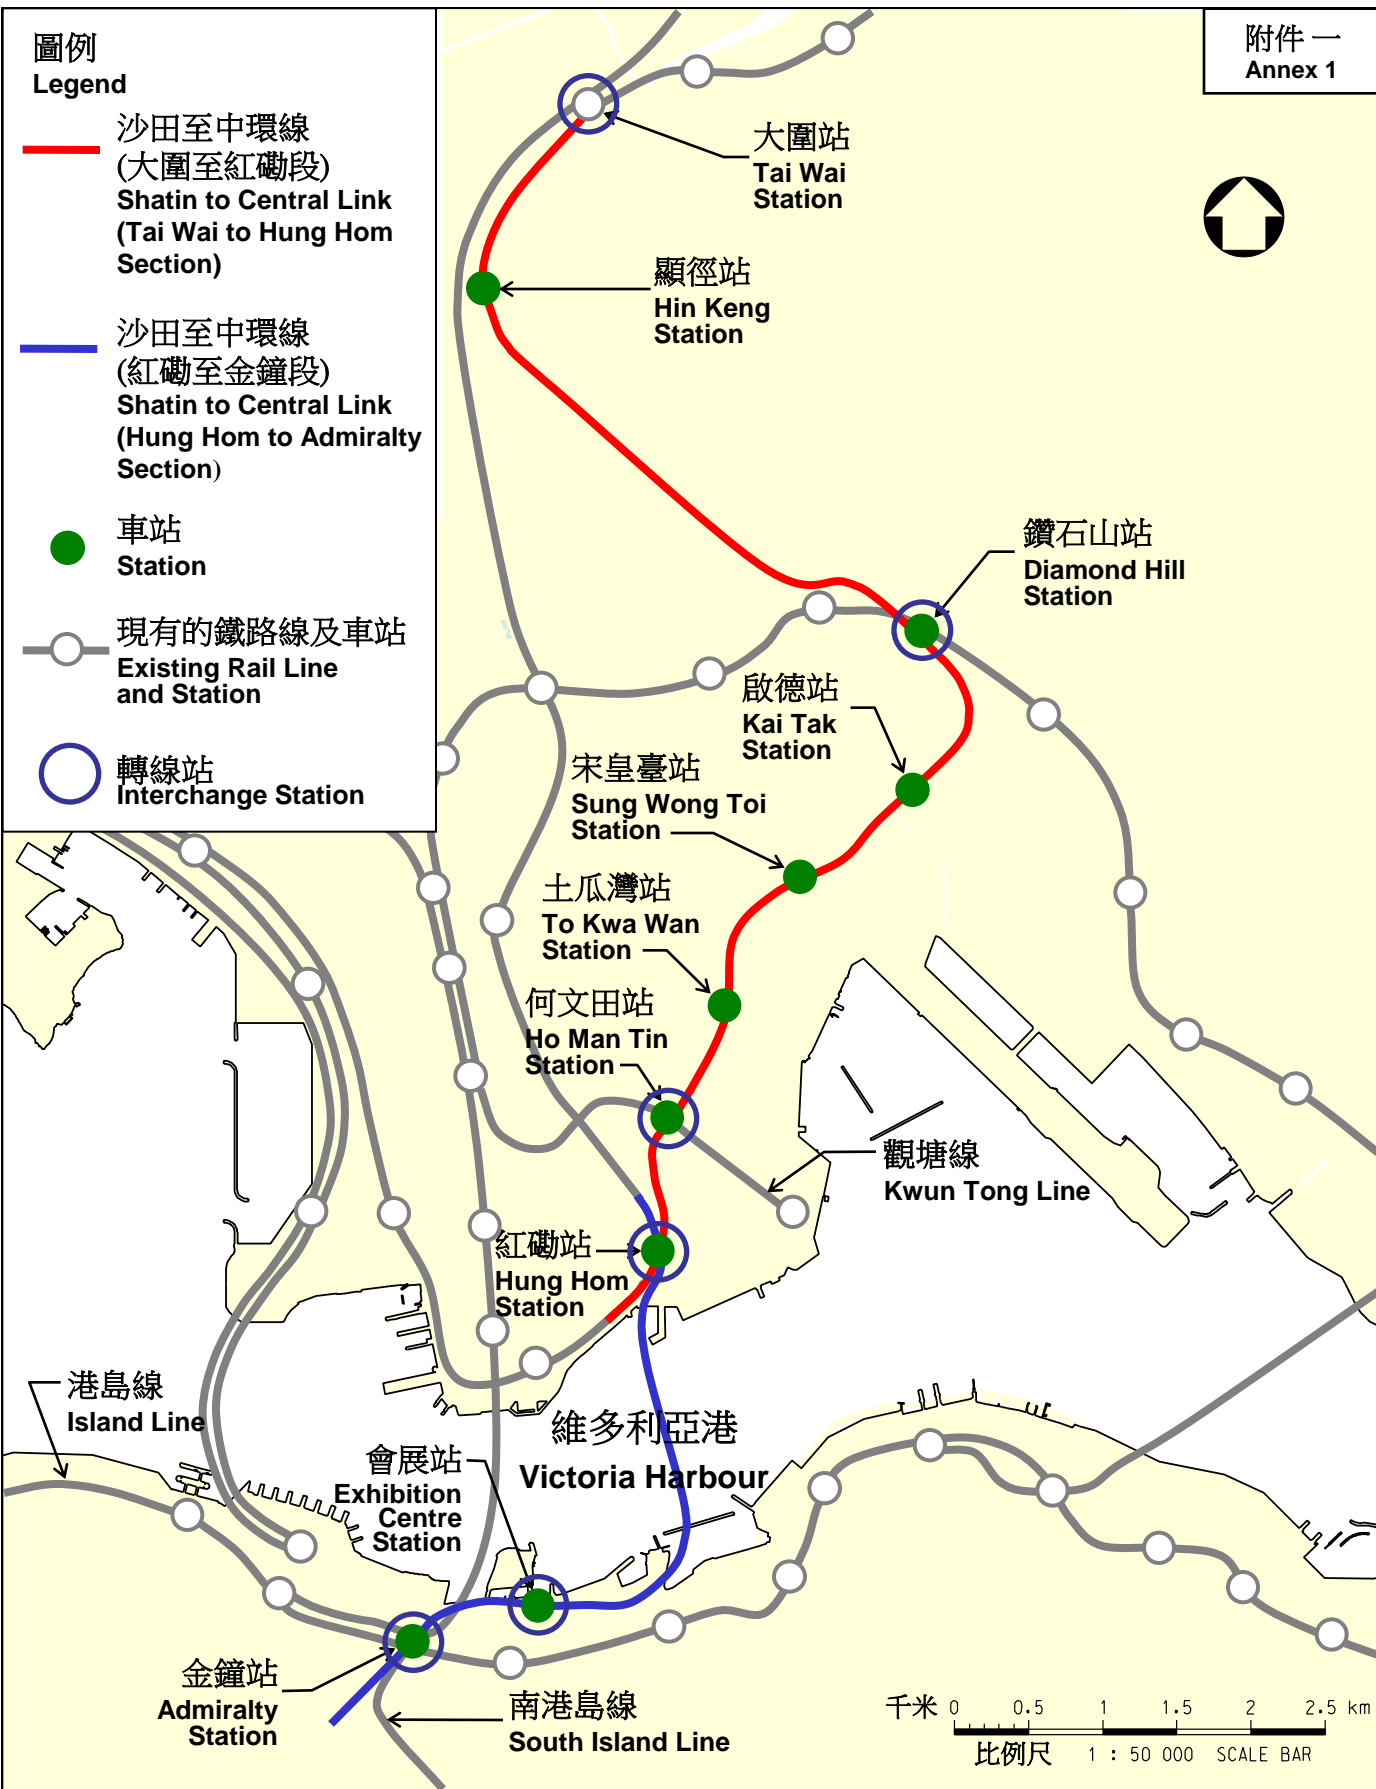 圖例
Legend
沙田至中環線
(大圍至紅磡段)
Shatin to Central Link
(Tai Wai to Hung Hom
Section)
沙田至中環線
(紅磡至金鐘段)
Shatin to Central Link
(Hung Hom to Admiralty
Section)
車站
Station
現有的鐵路線及車站
Existing Rail Line
and Station
轉線站
Interchange Station
附件一
Annex 1
大圍站
Tai Wai
Station
顯徑站
Hin Keng
Station
鑽石山站
Diamond Hill
Station
啟德站
Kai Tak
Station
宋皇臺站
Sung Wong Toi
Station
土瓜灣站
To Kwa Wan
Station
何文田站
Ho Man Tin
Station
觀塘線
Kwun Tong Line
紅磡站
Hung Hom
Station
港島線
Island Line
維多利亞港
Victoria Harbour
會展站
Exhibition
Centre
Station
金鐘站
Admiralty
Station
南港島線
South Island Line
千米 0 0.5 1 1.5 2 2.5 km
比例尺 1 : 50 000 SCALE BAR